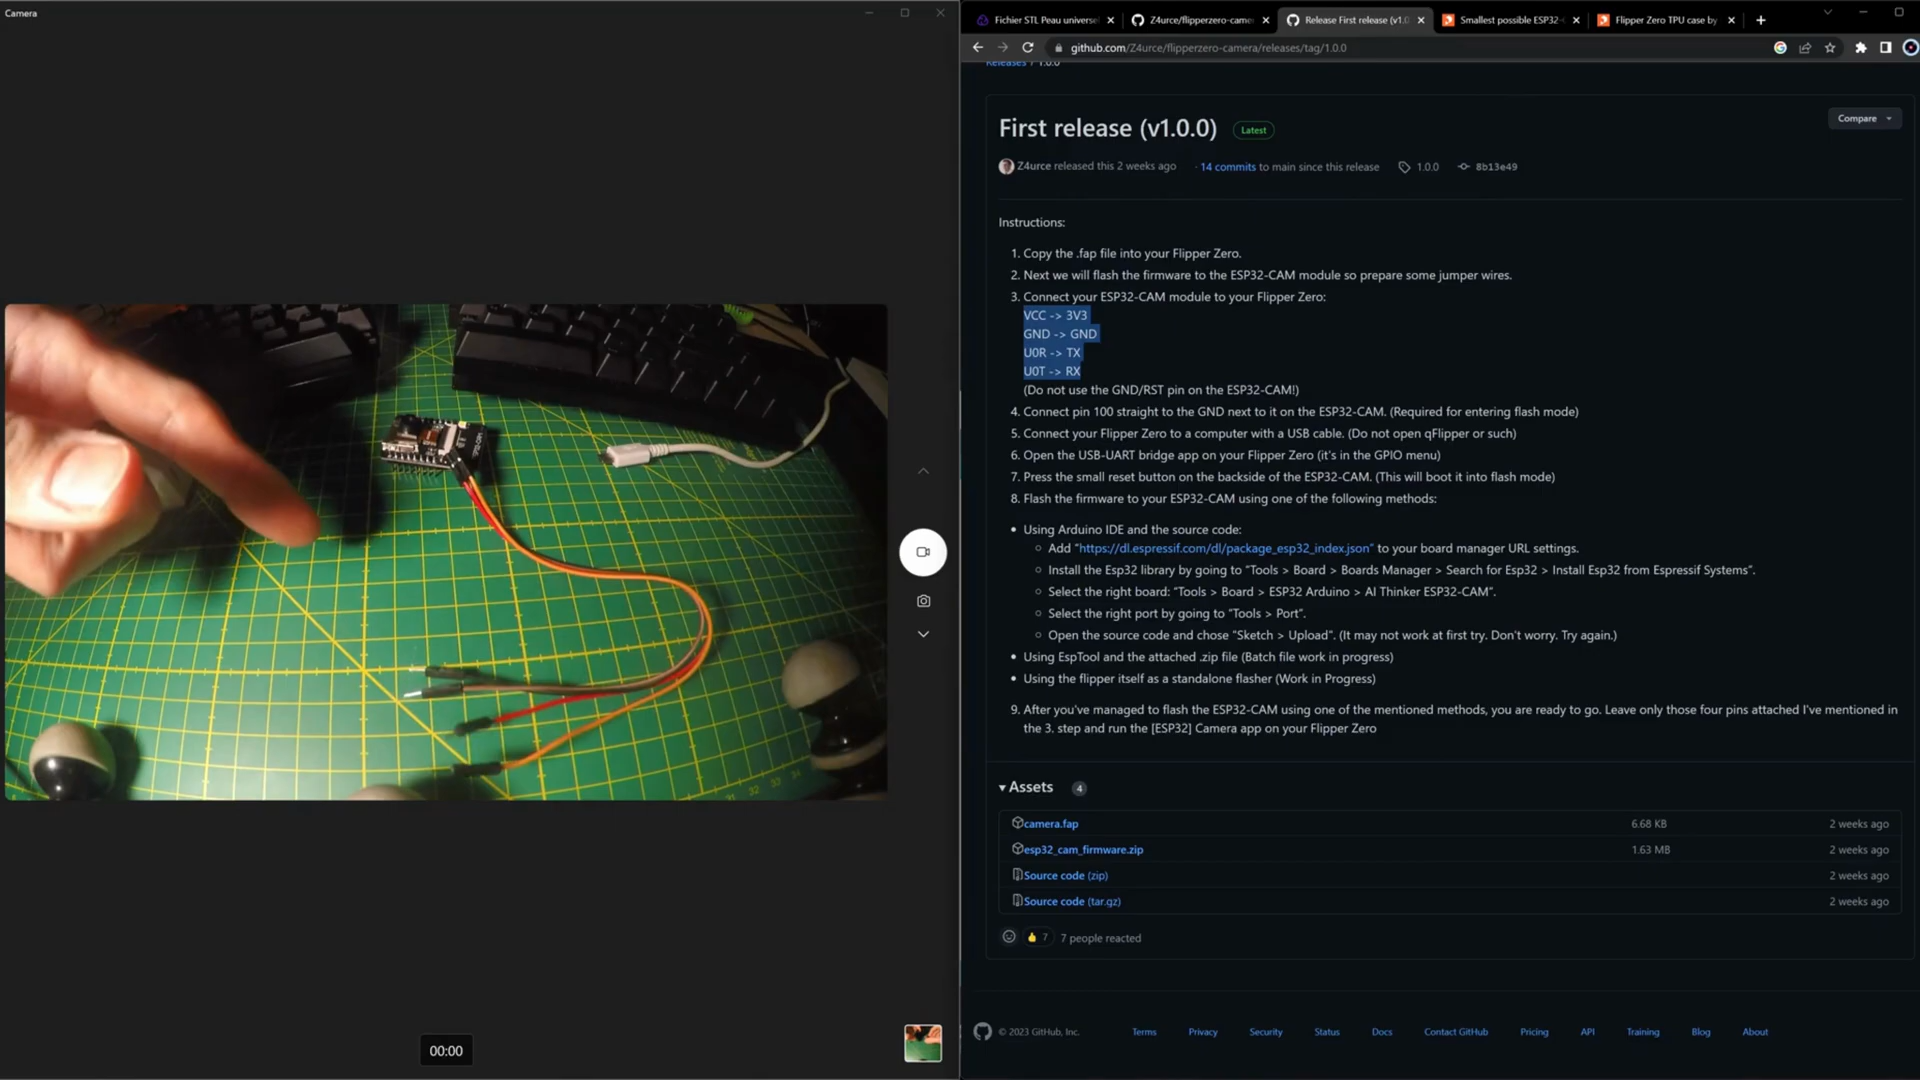 Camera
Fichier STL Peau universel
Z4urce/flipperzero-came
Release First release (v1.0
Smallest possible ESP32-
Flipper Zero TPU case by
github.com/Z4urce/flipperzero-camera/releases/tag/1.0.0
Releases / 1.0.0
First release (v1.0.0) Latest
Compare
Z4urce released this 2 weeks ago · 14 commits to main since this release 1.0.0 8b13e49
Instructions:
1. Copy the .fap file into your Flipper Zero.
2. Next we will flash the firmware to the ESP32-CAM module so prepare some jumper wires.
3. Connect your ESP32-CAM module to your Flipper Zero:
VCC -> 3V3
GND -> GND
U0R -> TX
U0T -> RX
(Do not use the GND/RST pin on the ESP32-CAM!)
4. Connect pin 100 straight to the GND next to it on the ESP32-CAM. (Required for entering flash mode)
5. Connect your Flipper Zero to a computer with a USB cable. (Do not open qFlipper or such)
6. Open the USB-UART bridge app on your Flipper Zero (it's in the GPIO menu)
7. Press the small reset button on the backside of the ESP32-CAM. (This will boot it into flash mode)
8. Flash the firmware to your ESP32-CAM using one of the following methods:
• Using Arduino IDE and the source code:
○ Add "https://dl.espressif.com/dl/package_esp32_index.json" to your board manager URL settings.
○ Install the Esp32 library by going to "Tools > Board > Boards Manager > Search for Esp32 > Install Esp32 from Espressif Systems".
○ Select the right board: "Tools > Board > ESP32 Arduino > AI Thinker ESP32-CAM".
○ Select the right port by going to "Tools > Port".
○ Open the source code and chose "Sketch > Upload". (It may not work at first try. Don't worry. Try again.)
• Using EspTool and the attached .zip file (Batch file work in progress)
• Using the flipper itself as a standalone flasher (Work in Progress)
9. After you've managed to flash the ESP32-CAM using one of the mentioned methods, you are ready to go. Leave only those four pins attached I've mentioned in
the 3. step and run the [ESP32] Camera app on your Flipper Zero
Assets 4
camera.fap 6.68 KB 2 weeks ago
esp32_cam_firmware.zip 1.63 MB 2 weeks ago
Source code (zip) 2 weeks ago
Source code (tar.gz) 2 weeks ago
👍 7 7 people reacted
© 2023 GitHub, Inc. Terms Privacy Security Status Docs Contact GitHub Pricing API Training Blog About
00:00